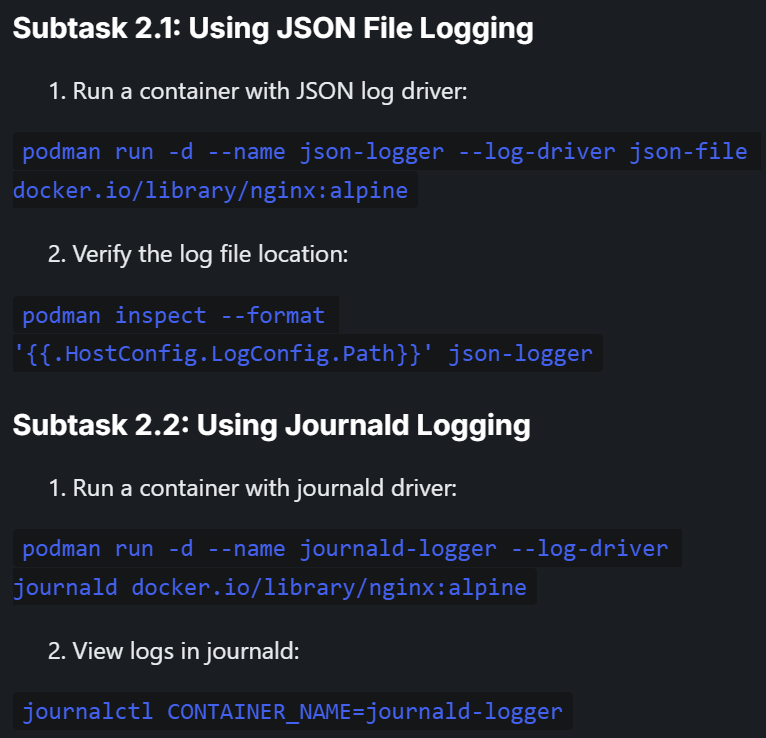 Subtask 2.1: Using JSON File Logging
1. Run a container with JSON log driver:
podman run -d --name json-logger --log-driver json-file
docker.io/library/nginx:alpine
2. Verify the log file location:
podman inspect --format
'{{.HostConfig.LogConfig.Path}}' json-logger
Subtask 2.2: Using Journald Logging
1. Run a container with journald driver:
podman run -d --name journald-logger --log-driver
journald docker.io/library/nginx:alpine
2. View logs in journald:
journalctl CONTAINER_NAME=journald-logger